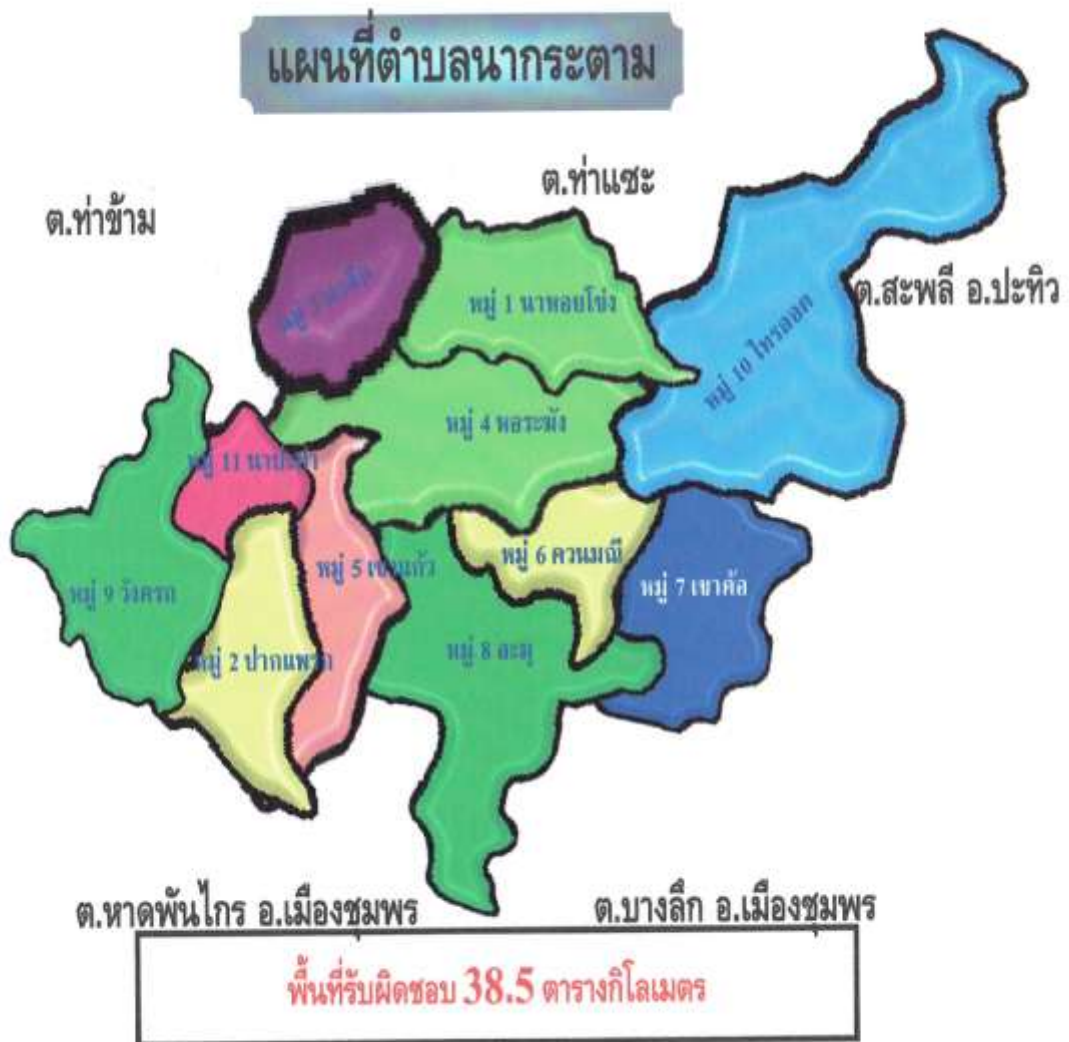 แผนที่ตำบลนากระตาม
ต.ท่าแซะ
ต.ท่าข้าม
ต.สะพลี อ.ปะทิว
หมู่ 1 นาหอยโข่ง
หมู่ 10 ไทรลอค
หมู่ 4 หอระฆัง
หมู่ 11
หมู่ 6 ควนมณี
หมู่ 5 เขาแก้ว
หมู่ 7 เขาค้อ
หมู่ 9 วังครก
หมู่ 8 ละมุ
หมู่ 2 ปากแพรก
ต.หาดพันไกร อ.เมืองชุมพร
ต.บางลึก อ.เมืองชุมพร
พื้นที่รับผิดชอบ 38.5 ตารางกิโลเมตร